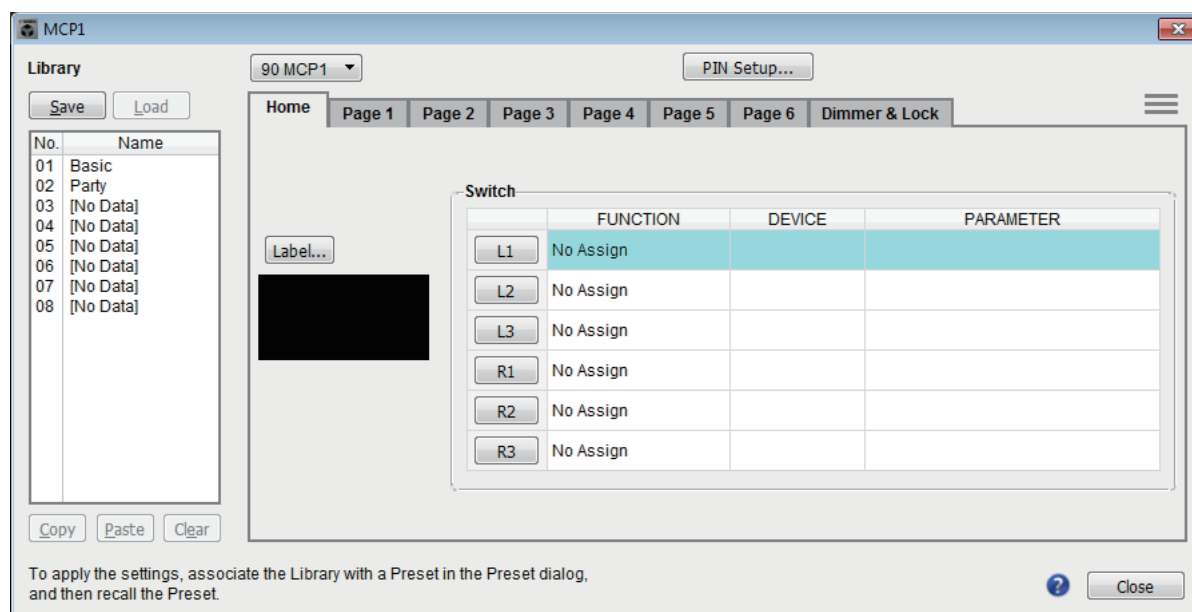 MCP1
Library
90 MCP1
PIN Setup...
Save Load
Home Page 1 Page 2 Page 3 Page 4 Page 5 Page 6 Dimmer & Lock
No. Name
01 Basic
02 Party
03 [No Data]
04 [No Data]
05 [No Data]
06 [No Data]
07 [No Data]
08 [No Data]
Copy Paste Clear
Label...
Switch
FUNCTION DEVICE PARAMETER
L1 No Assign
L2 No Assign
L3 No Assign
R1 No Assign
R2 No Assign
R3 No Assign
To apply the settings, associate the Library with a Preset in the Preset dialog,
and then recall the Preset.
? Close